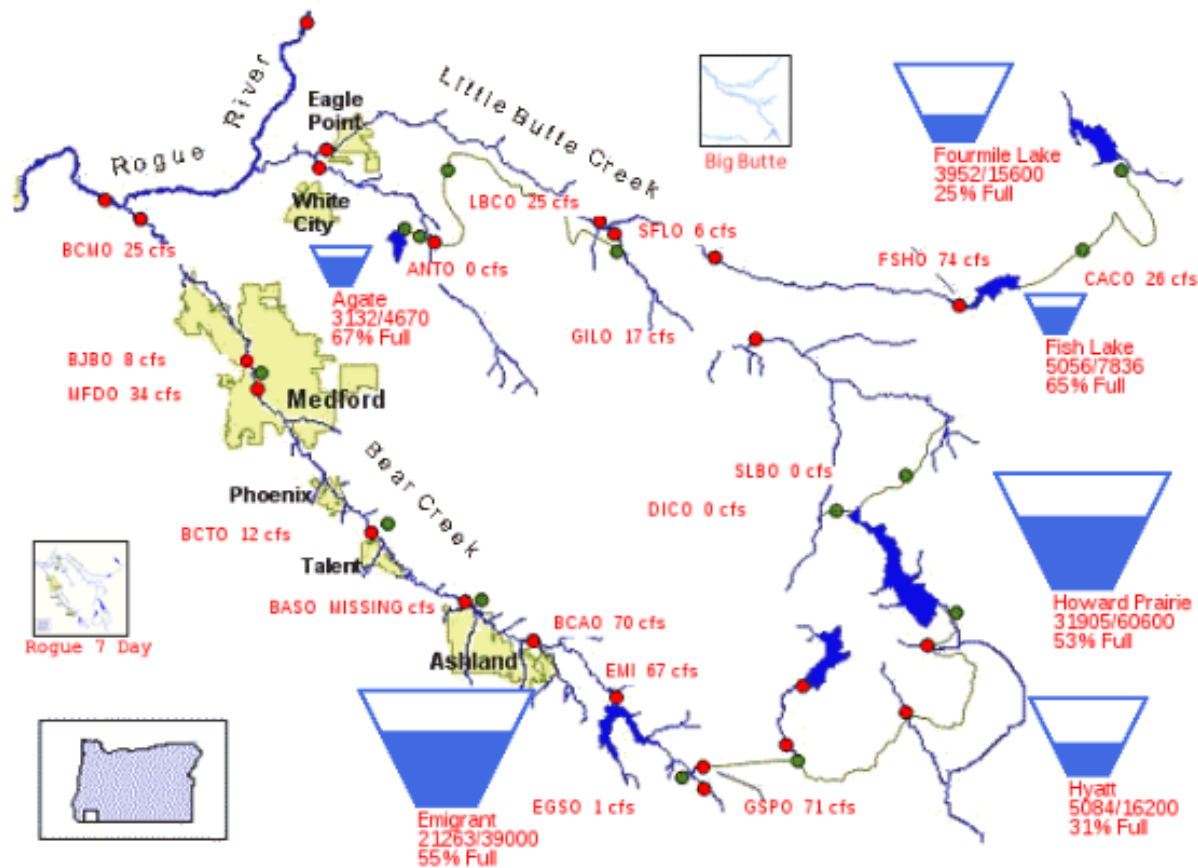 Rogue River
Eagle
Point
Little Butte Creek
Big Butte
Fourmile Lake
3952/15600
25% Full
White
City
LBCO 25 cfs
SFLO 6 cfs
BCMO 25 cfs
ANTO 0 cfs
FSHO 74 cfs
CACO 26 cfs
Agate
3132/4670
67% Full
GILO 17 cfs
Fish Lake
5056/7836
65% Full
BJBO 8 cfs
MFDO 34 cfs
Medford
Bear Creek
SLBO 0 cfs
DICO 0 cfs
Phoenix
BCTO 12 cfs
Talent
BASO MISSING cfs
Howard Prairie
31905/60600
53% Full
Rogue 7 Day
BCAO 70 cfs
Ashland
EMI 67 cfs
EGSO 1 cfs
GSPO 71 cfs
Hyatt
5084/16200
31% Full
Emigrant
21263/39000
55% Full